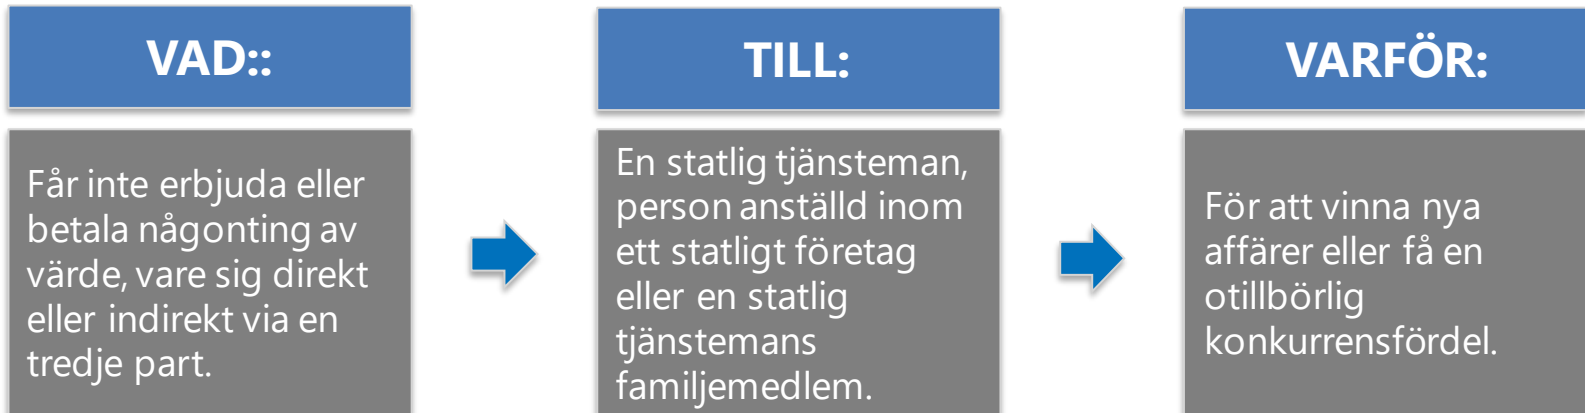 VAD::
Får inte erbjuda eller
betala någonting av
värde, vare sig direkt
eller indirekt via en
tredje part.
TILL:
En statlig tjänsteman,
person anställd inom
ett statligt företag
eller en statlig
tjänstemans
familjemedlem.
VARFÖR:
För att vinna nya
affärer eller få en
otillbörlig
konkurrensfördel.